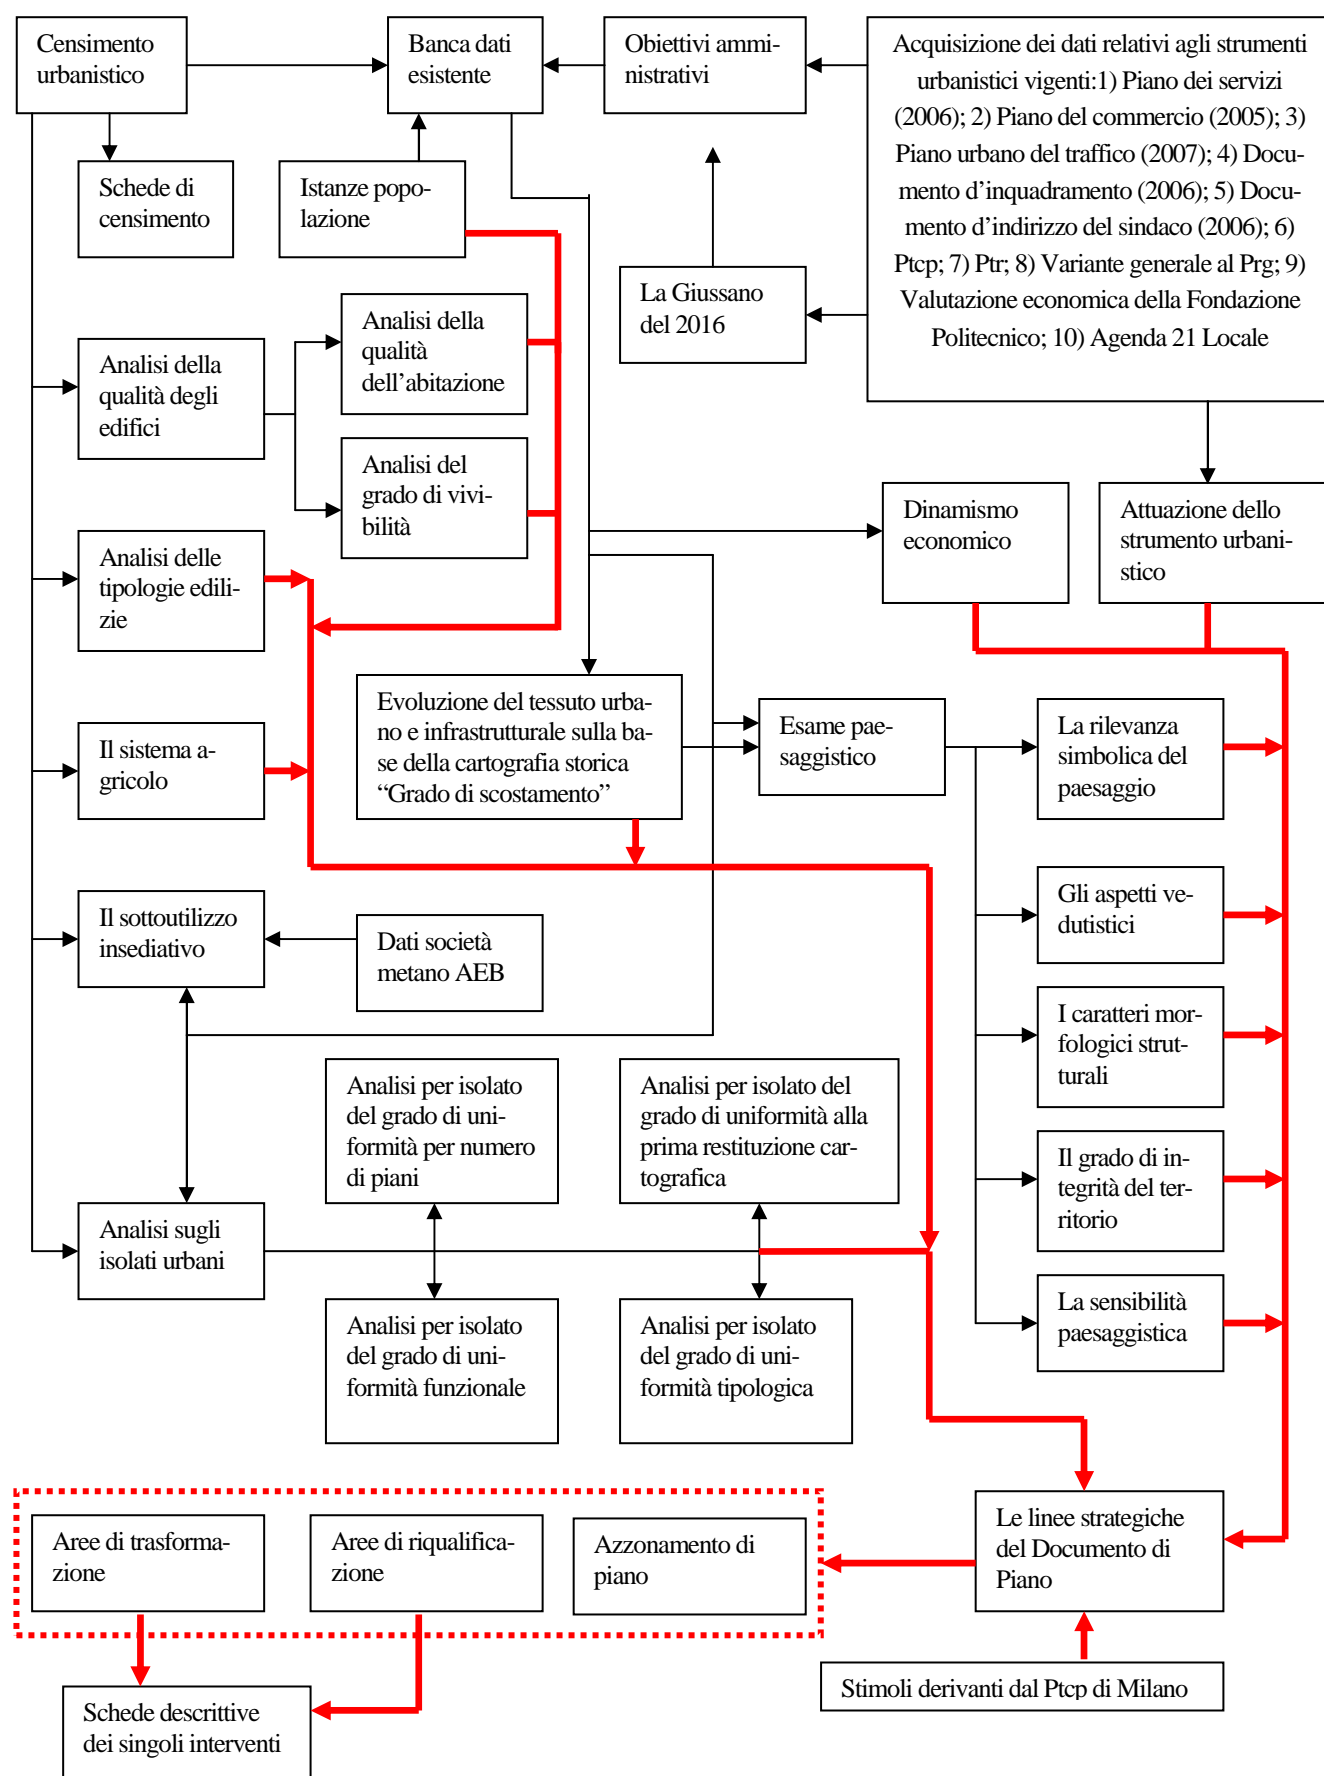 Censimento
urbanistico
Banca dati
esistente
Obiettivi ammi-
nistrativi
Acquisizione dei dati relativi agli strumenti
urbanistici vigenti:1) Piano dei servizi
(2006); 2) Piano del commercio (2005); 3)
Piano urbano del traffico (2007); 4) Docu-
mento d’inquadramento (2006); 5) Docu-
mento d’indirizzo del sindaco (2006); 6)
Ptcp; 7) Ptr; 8) Variante generale al Prg; 9)
Valutazione economica della Fondazione
Politecnico; 10) Agenda 21 Locale
Schede di
censimento
Istanze popo-
lazione
La Giussano
del 2016
Analisi della
qualità degli
edifici
Analisi della
qualità
dell’abitazione
Analisi del
grado di vivi-
bilità
Dinamismo
economico
Attuazione dello
strumento urbani-
stico
Analisi delle
tipologie edili-
zie
Evoluzione del tessuto urba-
no e infrastrutturale sulla ba-
se della cartografia storica
“Grado di scostamento”
Esame pae-
saggistico
La rilevanza
simbolica del
paesaggio
Il sistema a-
gricolo
Gli aspetti ve-
dutistici
Il sottoutilizzo
insediativo
Dati società
metano AEB
I caratteri mor-
fologici strut-
turali
Analisi per isolato
del grado di uni-
formità per numero
di piani
Analisi per isolato del
grado di uniformità alla
prima restituzione car-
tografica
Il grado di in-
tegrità del ter-
ritorio
Analisi sugli
isolati urbani
La sensibilità
paesaggistica
Analisi per isolato
del grado di uni-
formità funzionale
Analisi per isolato
del grado di uni-
formità tipologica
Aree di trasforma-
zione
Aree di riqualifica-
zione
Azzonamento di
piano
Le linee strategiche
del Documento di
Piano
Stimoli derivanti dal Ptcp di Milano
Schede descrittive
dei singoli interventi